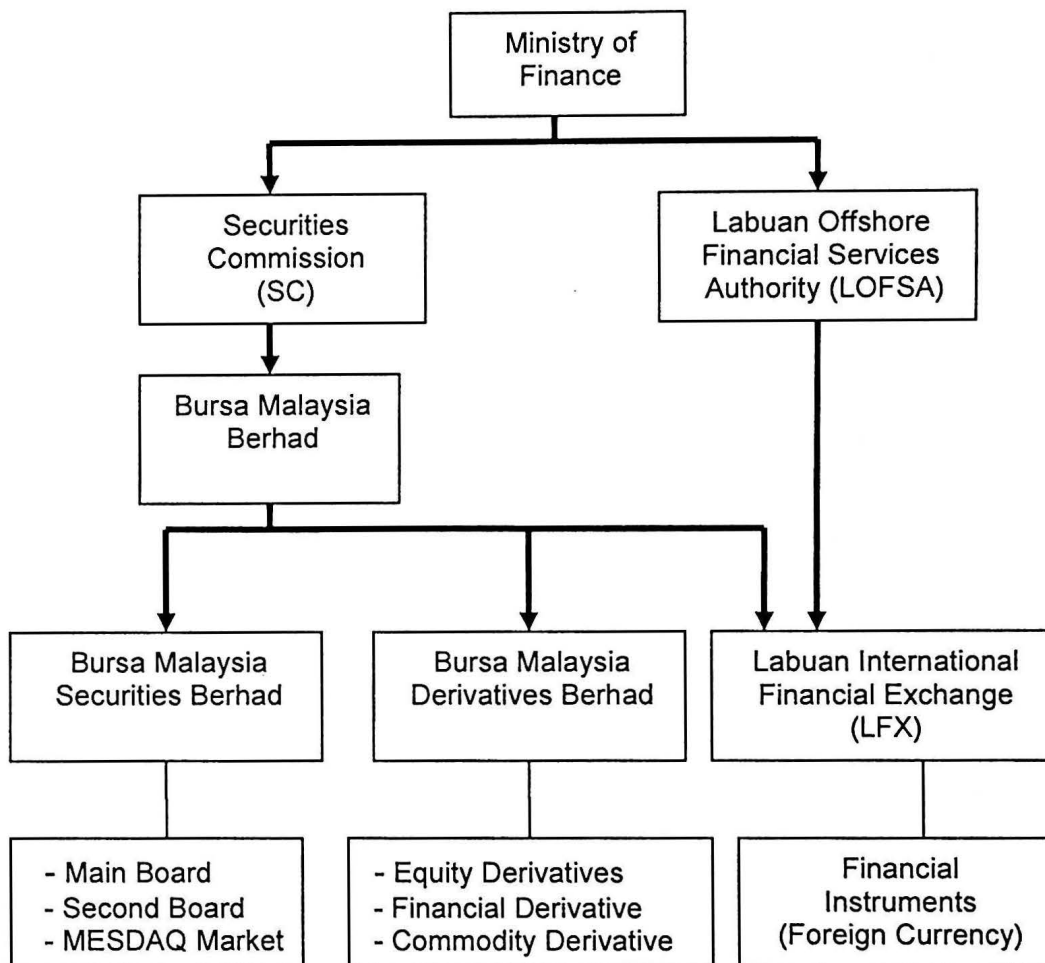 Ministry of
Finance
Securities
Commission
(SC)
Labuan Offshore
Financial Services
Authority (LOFSA)
Bursa Malaysia
Berhad
Bursa Malaysia
Securities Berhad
Bursa Malaysia
Derivatives Berhad
Labuan International
Financial Exchange
(LFX)
- Main Board
- Second Board
- MESDAQ Market
- Equity Derivatives
- Financial Derivative
- Commodity Derivative
Financial
Instruments
(Foreign Currency)